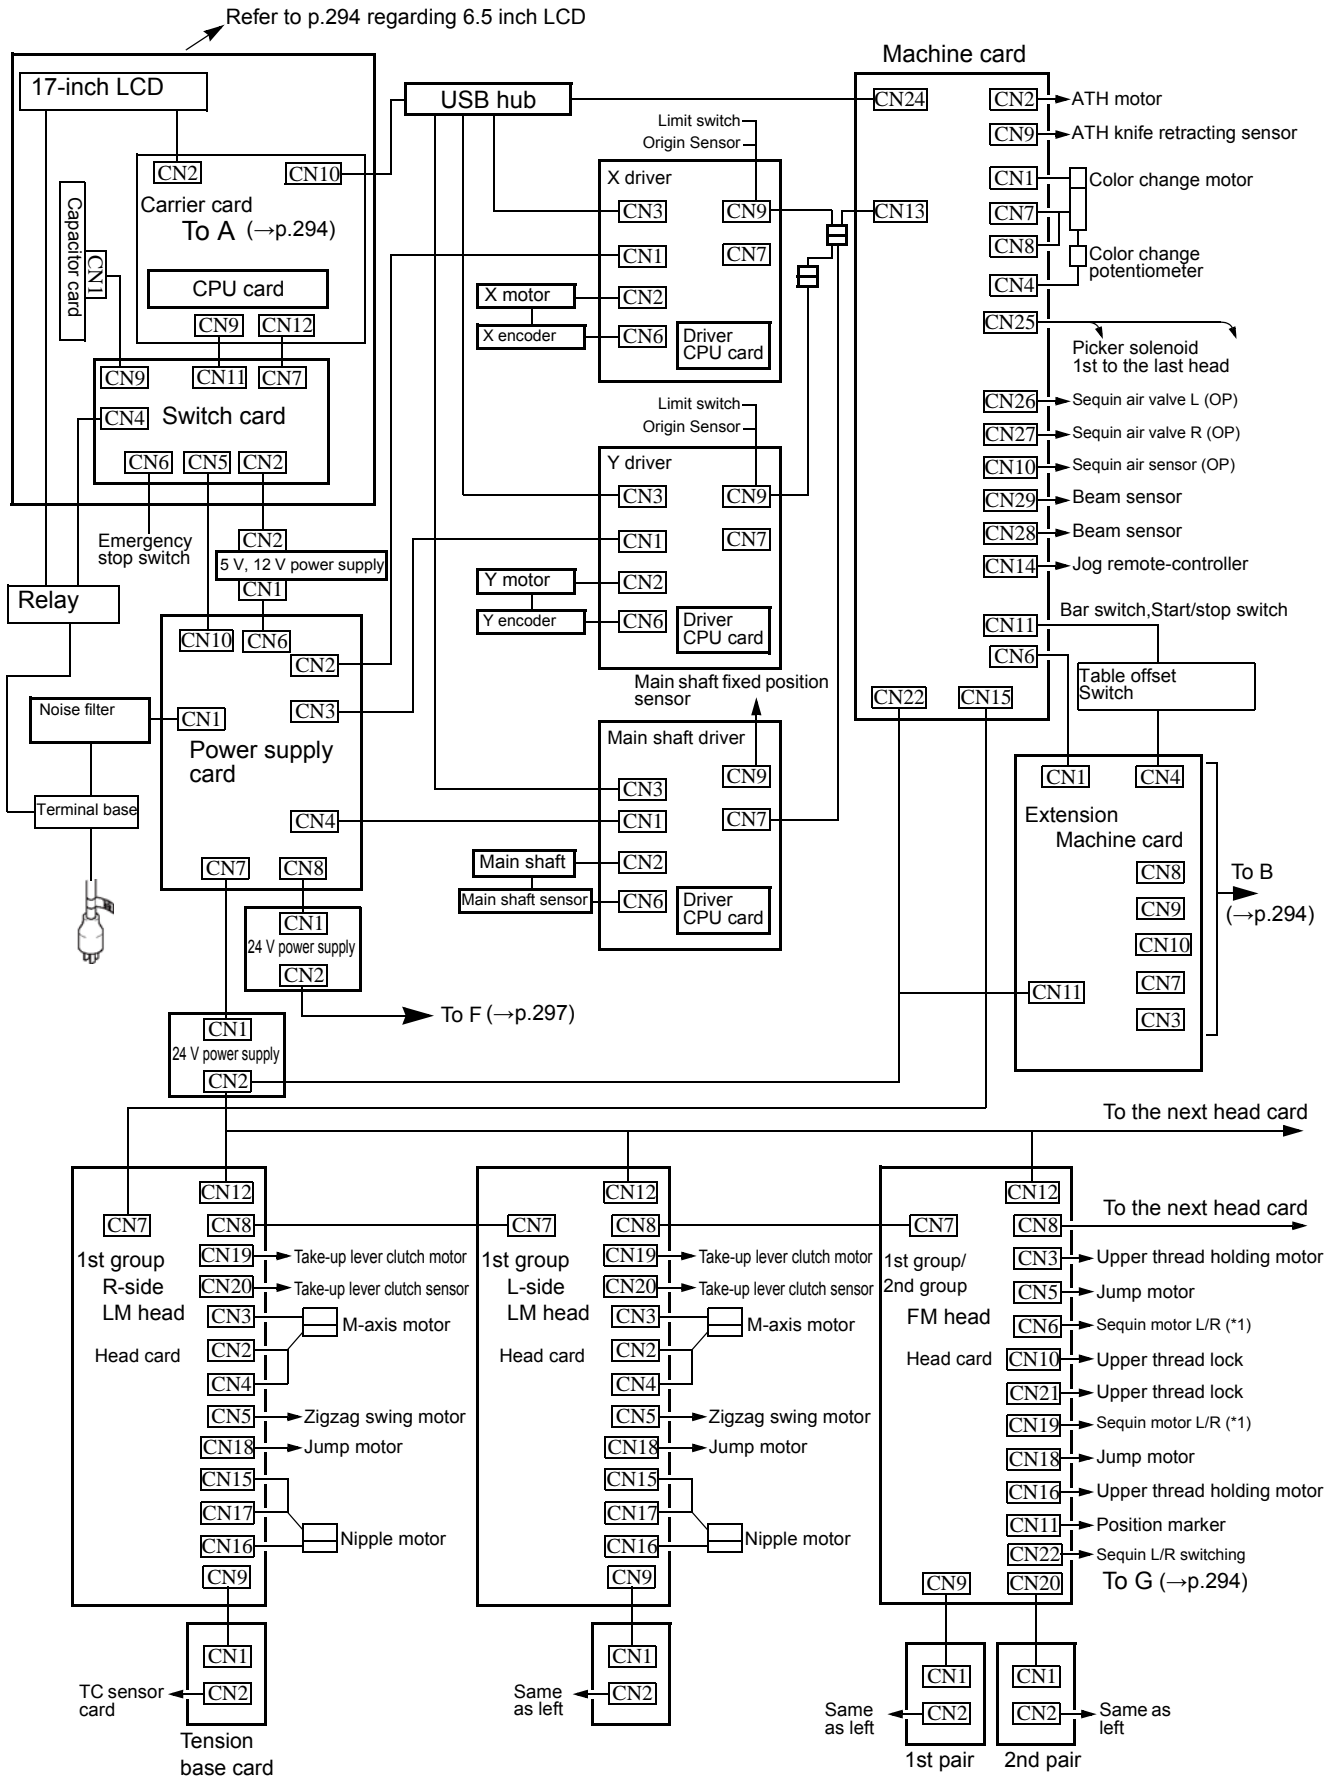 Refer to p.294 regarding 6.5 inch LCD
17-inch LCD
CN2
CN10
Carrier card
To A (→p.294)
CPU card
CN9
CN12
Capacitor card
CN1
CN9
CN11
CN7
CN4
Switch card
CN6
CN5
CN2
Emergency
stop switch
CN2
5 V, 12 V power supply
CN1
Relay
CN10
CN6
CN2
CN3
CN1
Power supply
card
CN4
CN7
CN8
Noise filter
Terminal base
CN1
24 V power supply
CN2
To F (→p.297)
CN1
24 V power supply
CN2
USB hub
Limit switch
Origin Sensor
X driver
CN3
CN9
CN1
CN7
CN2
CN6
Driver
CPU card
X motor
X encoder
Limit switch
Origin Sensor
Y driver
CN3
CN9
CN1
CN7
CN2
CN6
Driver
CPU card
Y motor
Y encoder
Main shaft fixed position
sensor
Main shaft driver
CN9
CN3
CN1
CN7
CN2
CN6
Driver
CPU card
Main shaft
Main shaft sensor
Machine card
CN24
CN13
CN2
ATH motor
CN9
ATH knife retracting sensor
CN1
Color change motor
CN7
CN8
Color change
potentiometer
CN4
CN25
Picker solenoid
1st to the last head
CN26
Sequin air valve L (OP)
CN27
Sequin air valve R (OP)
CN10
Sequin air sensor (OP)
CN29
Beam sensor
CN28
Beam sensor
CN14
Jog remote-controller
Bar switch,Start/stop switch
CN11
CN6
CN22
CN15
Table offset
Switch
CN1
CN4
Extension
Machine card
CN8
CN9
CN10
CN7
CN3
CN11
To B
(→p.294)
To the next head card
CN12
CN7
CN8
1st group
R-side
LM head
Head card
CN19
Take-up lever clutch motor
CN20
Take-up lever clutch sensor
CN3
M-axis motor
CN2
CN4
CN5
Zigzag swing motor
CN18
Jump motor
CN15
CN17
CN16
Nipple motor
CN9
CN1
CN2
TC sensor
card
Tension
base card
CN12
CN7
CN8
1st group
L-side
LM head
Head card
CN19
Take-up lever clutch motor
CN20
Take-up lever clutch sensor
CN3
M-axis motor
CN2
CN4
CN5
Zigzag swing motor
CN18
Jump motor
CN15
CN17
CN16
Nipple motor
CN9
CN1
CN2
Same
as left
CN12
To the next head card
CN7
CN8
1st group/
2nd group
FM head
Head card
CN3
Upper thread holding motor
CN5
Jump motor
CN6
Sequin motor L/R (*1)
CN10
Upper thread lock
CN21
Upper thread lock
CN19
Sequin motor L/R (*1)
CN18
Jump motor
CN16
Upper thread holding motor
CN11
Position marker
CN22
Sequin L/R switching
CN9
CN20
To G (→p.294)
CN1
CN2
Same
as left
1st pair
CN1
CN2
Same as
left
2nd pair